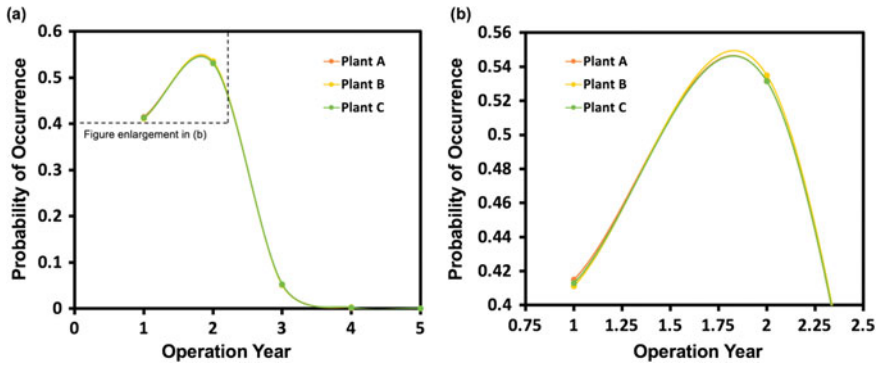 (a)
Probability of Occurrence
0.6
0.5
0.4
0.3
0.2
0.1
0
Plant A
Plant B
Plant C
Figure enlargement in (b)
0 1 2 3 4 5
Operation Year
(b)
Probability of Occurrence
0.56
0.54
0.52
0.5
0.48
0.46
0.44
0.42
0.4
Plant A
Plant B
Plant C
0.75 1 1.25 1.5 1.75 2 2.25 2.5
Operation Year